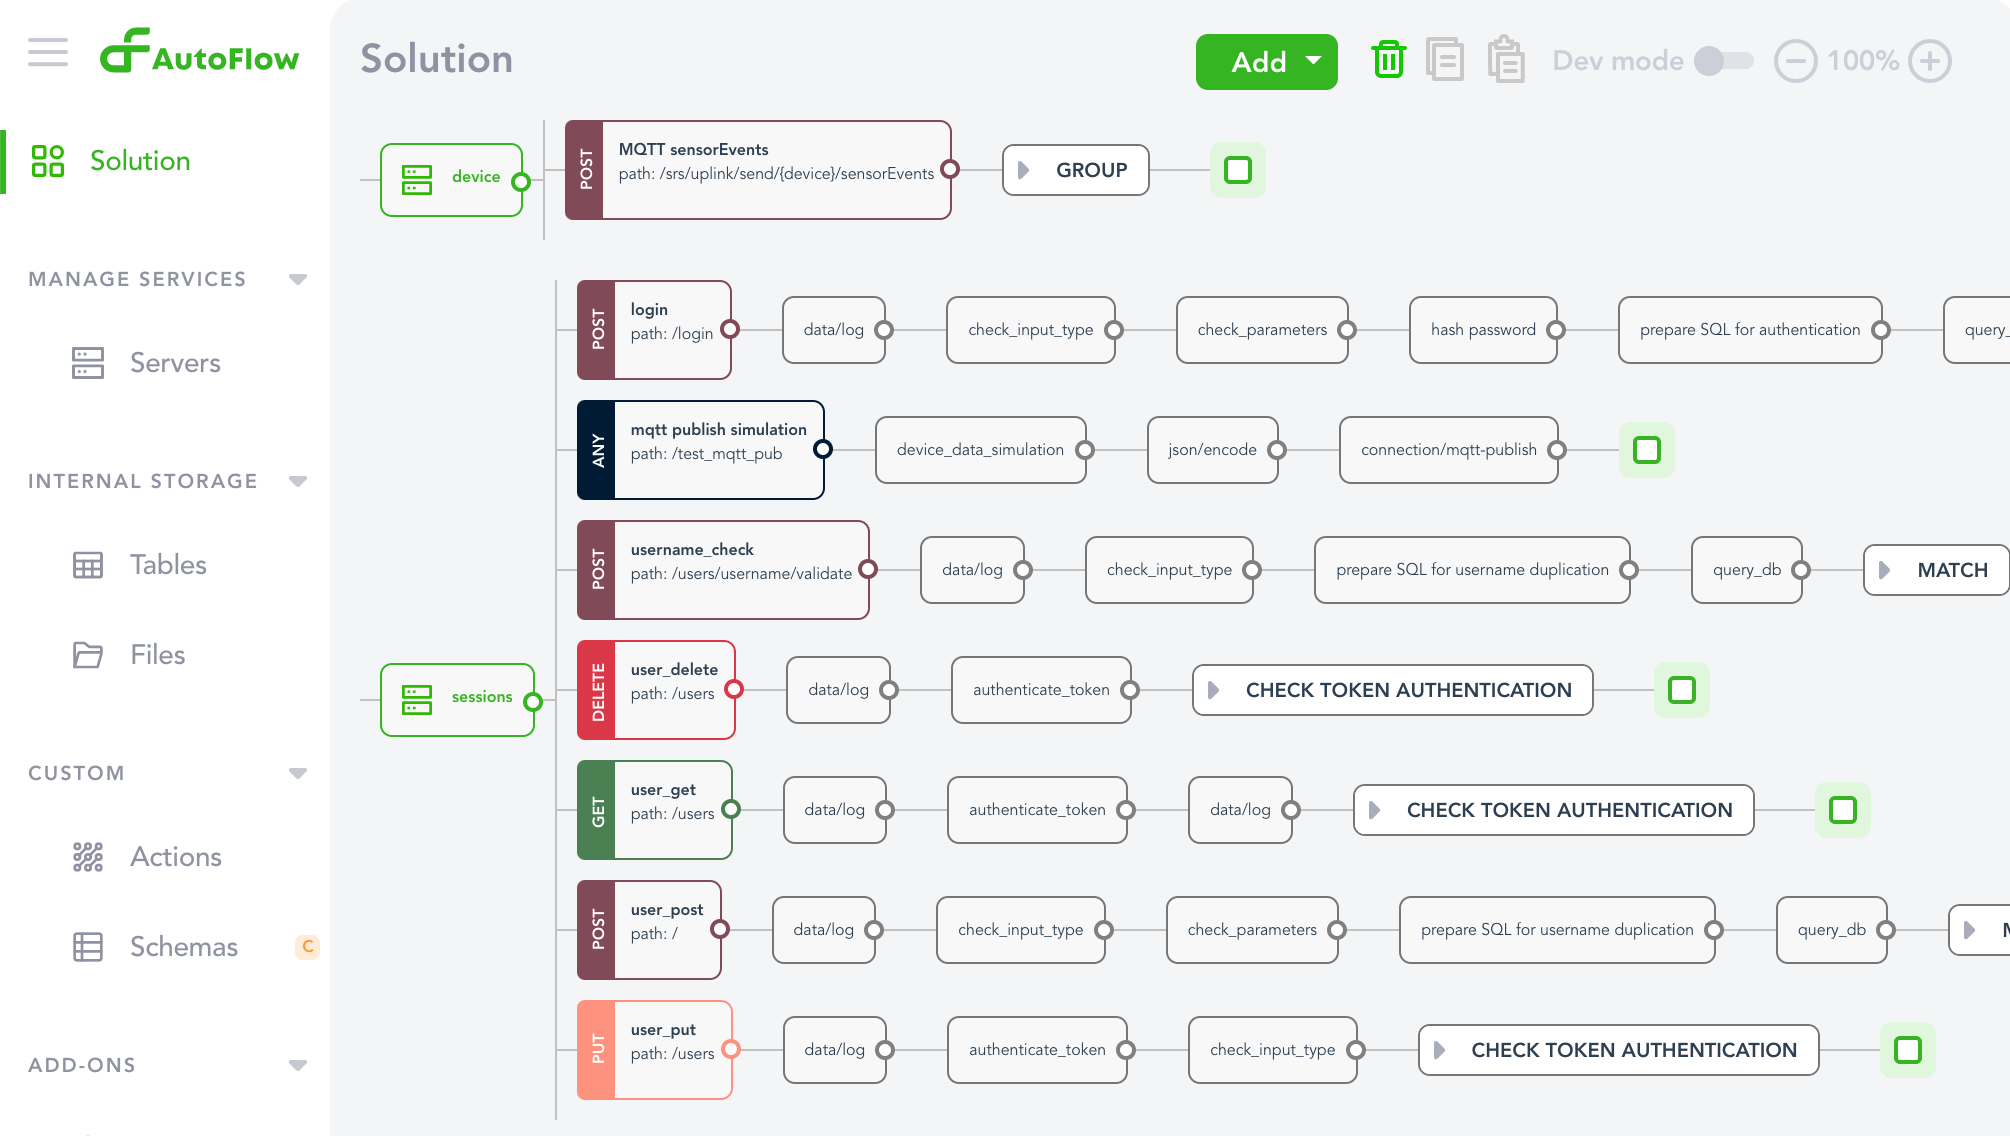 AutoFlow
Solution
Add
Dev mode
100%
Solution
MANAGE SERVICES
Servers
INTERNAL STORAGE
Tables
Files
CUSTOM
Actions
Schemas C
ADD-ONS
device
POST
MQTT sensorEvents
path: /srs/uplink/send/{device}/sensorEvents
GROUP
sessions
POST
login
path: /login
data/log
check_input_type
check_parameters
hash password
prepare SQL for authentication
query_
ANY
mqtt publish simulation
path: /test_mqtt_pub
device_data_simulation
json/encode
connection/mqtt-publish
POST
username_check
path: /users/username/validate
data/log
check_input_type
prepare SQL for username duplication
query_db
MATCH
DELETE
user_delete
path: /users
data/log
authenticate_token
CHECK TOKEN AUTHENTICATION
GET
user_get
path: /users
data/log
authenticate_token
data/log
CHECK TOKEN AUTHENTICATION
POST
user_post
path: /
data/log
check_input_type
check_parameters
prepare SQL for username duplication
query_db
PUT
user_put
path: /users
data/log
authenticate_token
check_input_type
CHECK TOKEN AUTHENTICATION